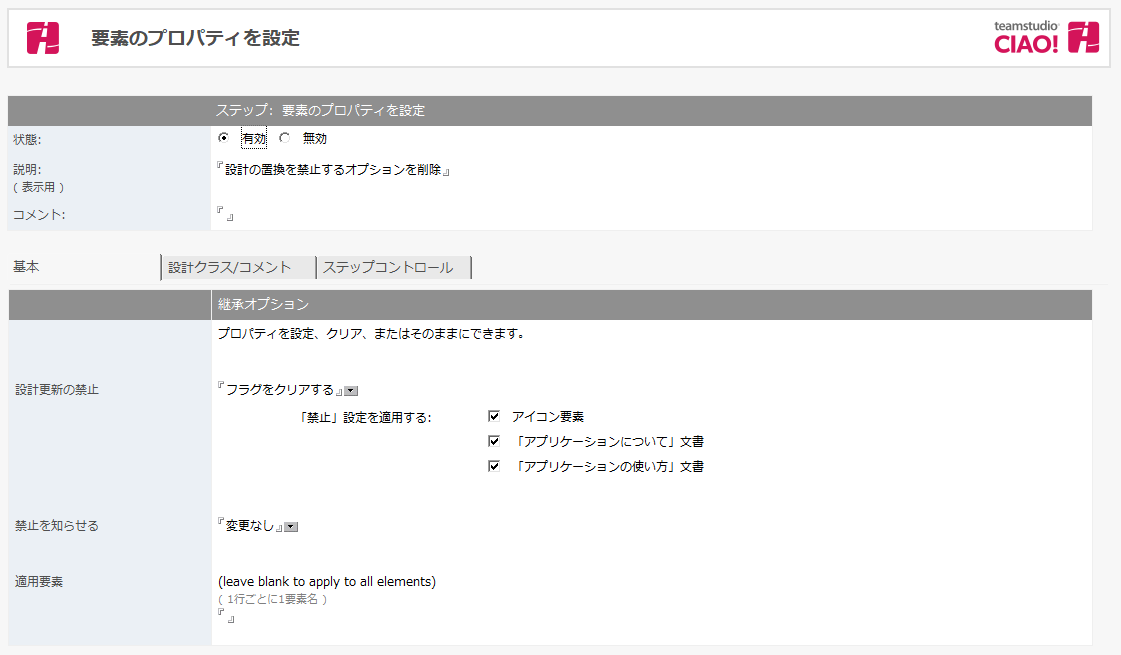 要素のプロパティを設定
teamstudio
CIAO!
ステップ: 要素のプロパティを設定
状態: 有効 無効
説明: 『設計の置換を禁止するオプションを削除』
( 表示用 )
コメント: 『 』
基本 設計クラス/コメント ステップコントロール
継承オプション
プロパティを設定、クリア、またはそのままにできます。
設計更新の禁止 『フラグをクリアする』
「禁止」設定を適用する: アイコン要素
「アプリケーションについて」文書
「アプリケーションの使い方」文書
禁止を知らせる 『変更なし』
適用要素 (leave blank to apply to all elements)
( 1行ごとに1要素名 )
『 』